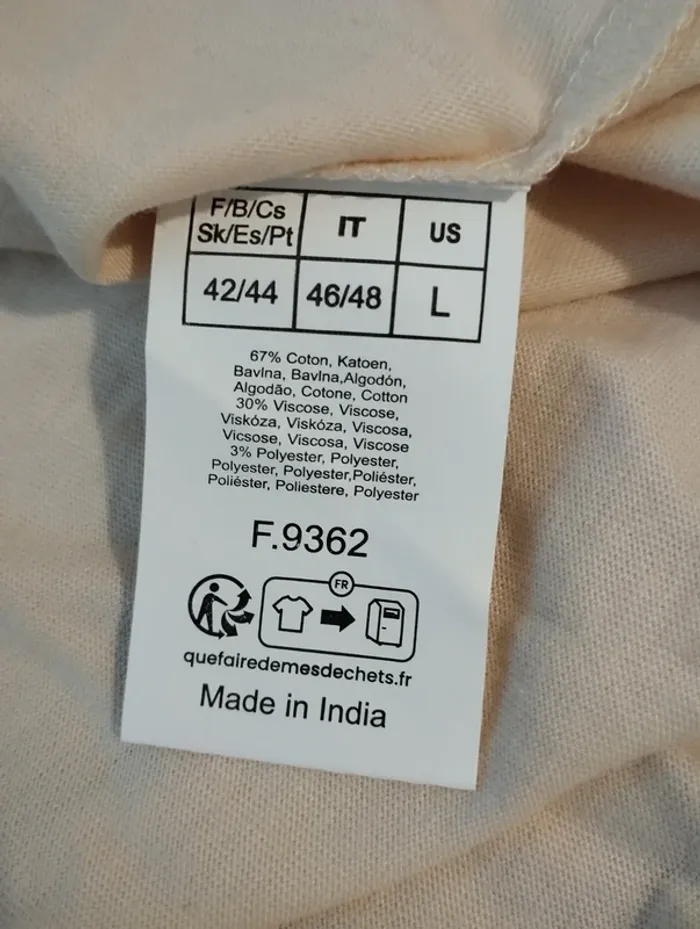 F/B/Cs
Sk/Es/Pt
IT
US
42/44
46/48
L
67% Coton, Katoen,
Bavlna, Bavlna,Algodón,
Algodão, Cotone, Cotton
30% Viscose, Viscose,
Viskóza, Viskóza, Viscosa,
Vicsose, Viscosa, Viscose
3% Polyester, Polyester,
Polyester, Polyester,Poliéster,
Poliéster, Poliestere, Polyester
F.9362
FR
quefairedemesdechets.fr
Made in India